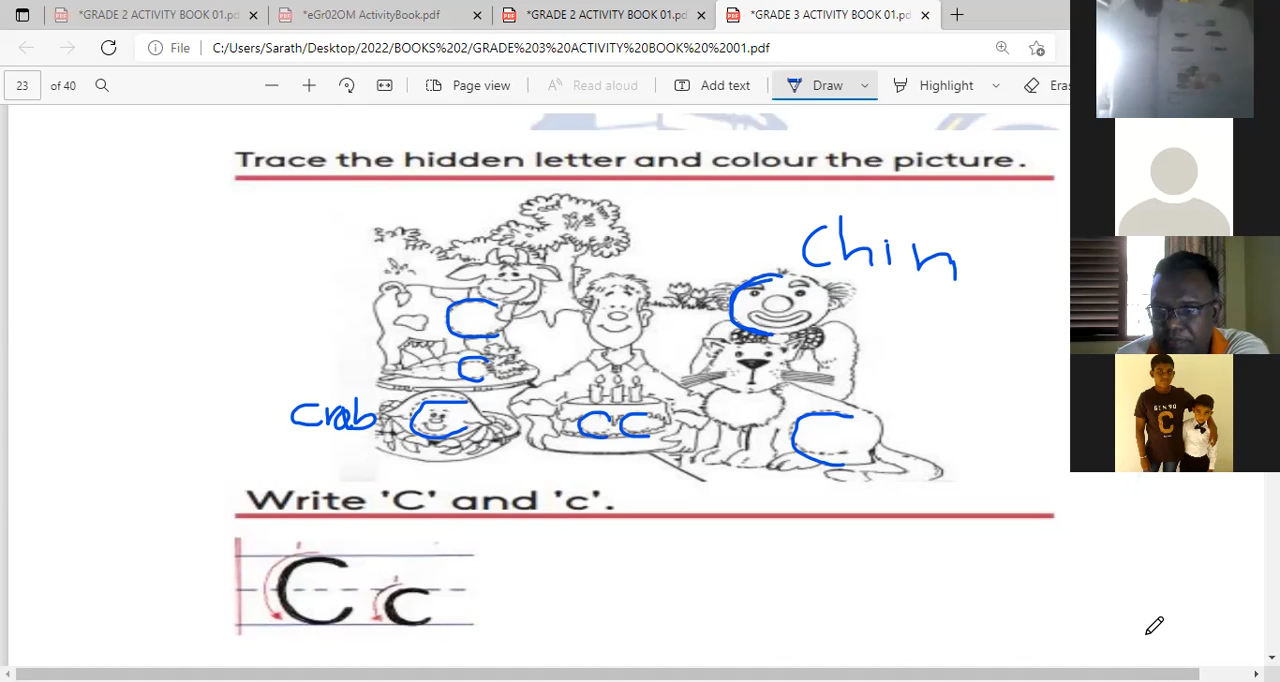 *GRADE 2 ACTIVITY BOOK 01.pd
*eGr02OM ActivityBook.pdf
*GRADE 2 ACTIVITY BOOK 01.pd
*GRADE 3 ACTIVITY BOOK 01.pd
File C:/Users/Sarath/Desktop/2022/BOOKS%202/GRADE%203%20ACTIVITY%20BOOK%20%2001.pdf
23 of 40 Page view Read aloud Add text Draw Highlight Era
Trace the hidden letter and colour the picture.
Chin
C C
C
crab C C C C
Write 'C' and 'c'.
C c
GENDO
C